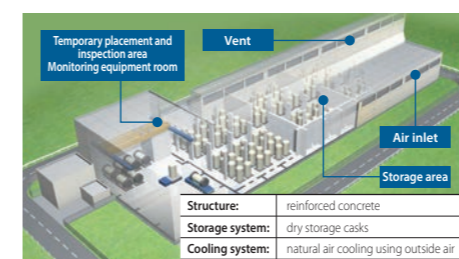 Temporary placement and
inspection area
Monitoring equipment room
Vent
Air inlet
Storage area
Structure: reinforced concrete
Storage system: dry storage casks
Cooling system: natural air cooling using outside air